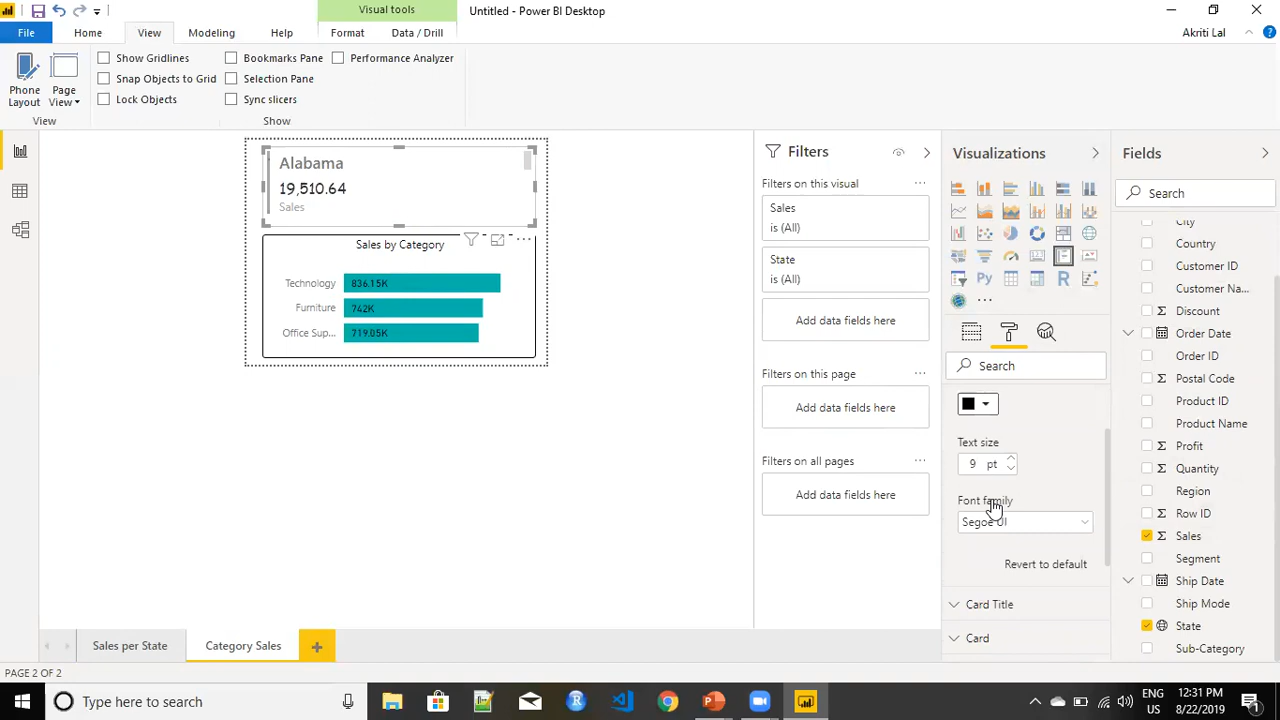 Visual tools
Untitled - Power BI Desktop
File
Home
View
Modeling
Help
Format
Data / Drill
Akriti Lal
Phone
Layout
Page
View
View
Show Gridlines
Snap Objects to Grid
Lock Objects
Bookmarks Pane
Selection Pane
Sync slicers
Performance Analyzer
Show
Alabama
19,510.64
Sales
Sales by Category
Technology
836.15K
Furniture
742K
Office Sup...
719.05K
Filters
Filters on this visual
Sales
is (All)
State
is (All)
Add data fields here
Filters on this page
Add data fields here
Filters on all pages
Add data fields here
Visualizations
Py
R
Search
Text size
9 pt
Font family
Segoe UI
Revert to default
Card Title
Card
Fields
Search
City
Country
Customer ID
Customer Na...
Discount
Order Date
Order ID
Postal Code
Product ID
Product Name
Profit
Quantity
Region
Row ID
Sales
Segment
Ship Date
Ship Mode
State
Sub-Category
Sales per State
Category Sales
PAGE 2 OF 2
Type here to search
ENG
US
12:31 PM
8/22/2019